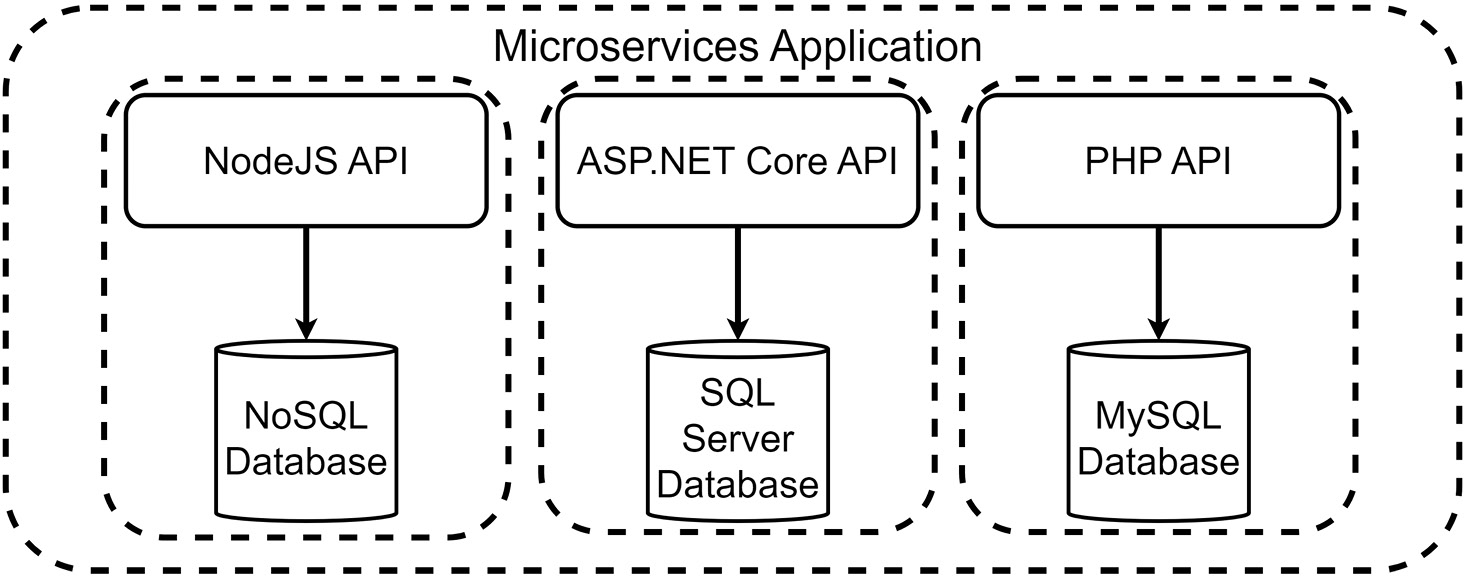 Microservices Application
NodeJS API
ASP.NET Core API
PHP API
NoSQL
Database
SQL
Server
Database
MySQL
Database